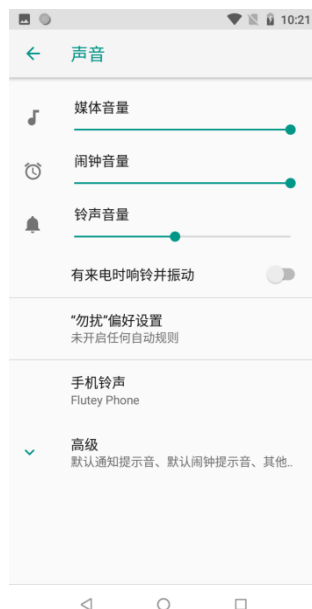 10:21
声音
媒体音量
闹钟音量
铃声音量
有来电时响铃并振动
“勿扰”偏好设置
未开启任何自动规则
手机铃声
Flutey Phone
高级
默认通知提示音、默认闹钟提示音、其他..